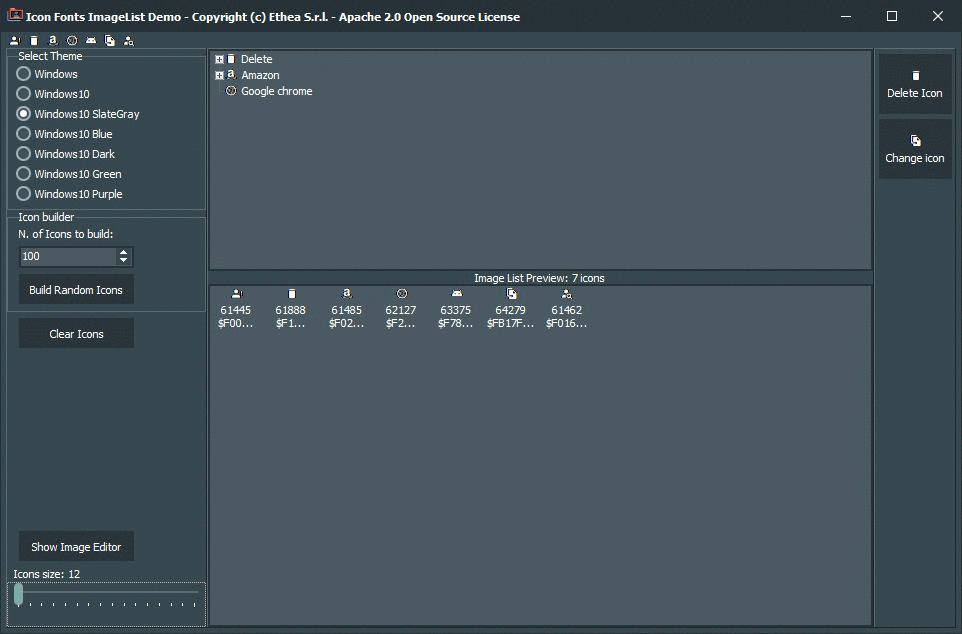 Icon Fonts ImageList Demo - Copyright (c) Ethea S.r.l. - Apache 2.0 Open Source License
Select Theme
Windows
Windows10
Windows10 SlateGray
Windows10 Blue
Windows10 Dark
Windows10 Green
Windows10 Purple
Icon builder
N. of Icons to build:
100
Build Random Icons
Clear Icons
Show Image Editor
Icons size: 12
Delete
Amazon
Google chrome
Image List Preview: 7 icons
61445 61888 61485 62127 63375 64279 61462
$F00... $F1... $F02... $F2... $F78... $FB17F... $F016...
Delete Icon
Change icon